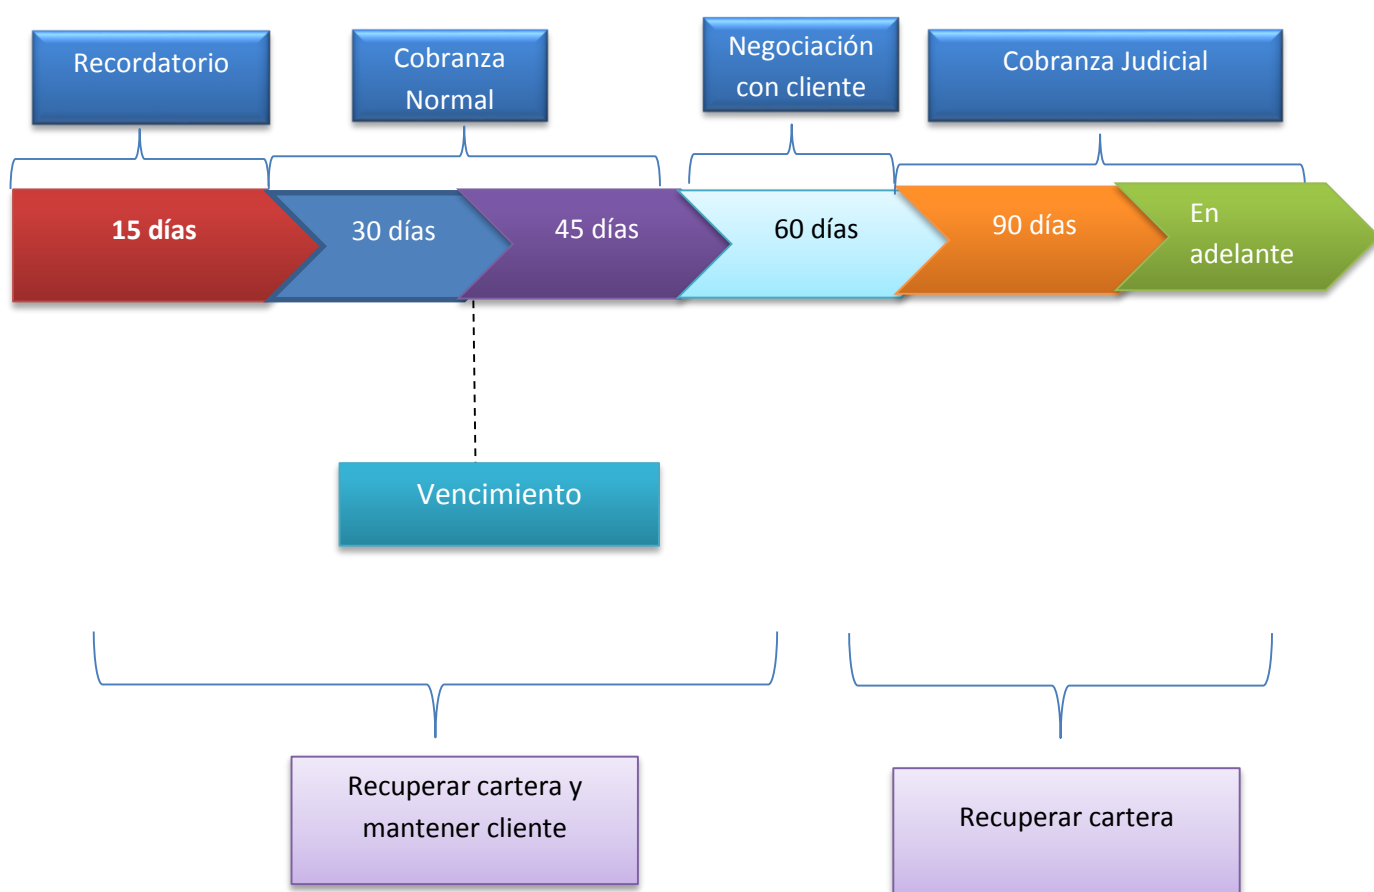 Recordatorio
Cobranza
Normal
Negociación
con cliente
Cobranza Judicial
15 días
30 días
45 días
60 días
90 días
En
adelante
Vencimiento
Recuperar cartera y
mantener cliente
Recuperar cartera